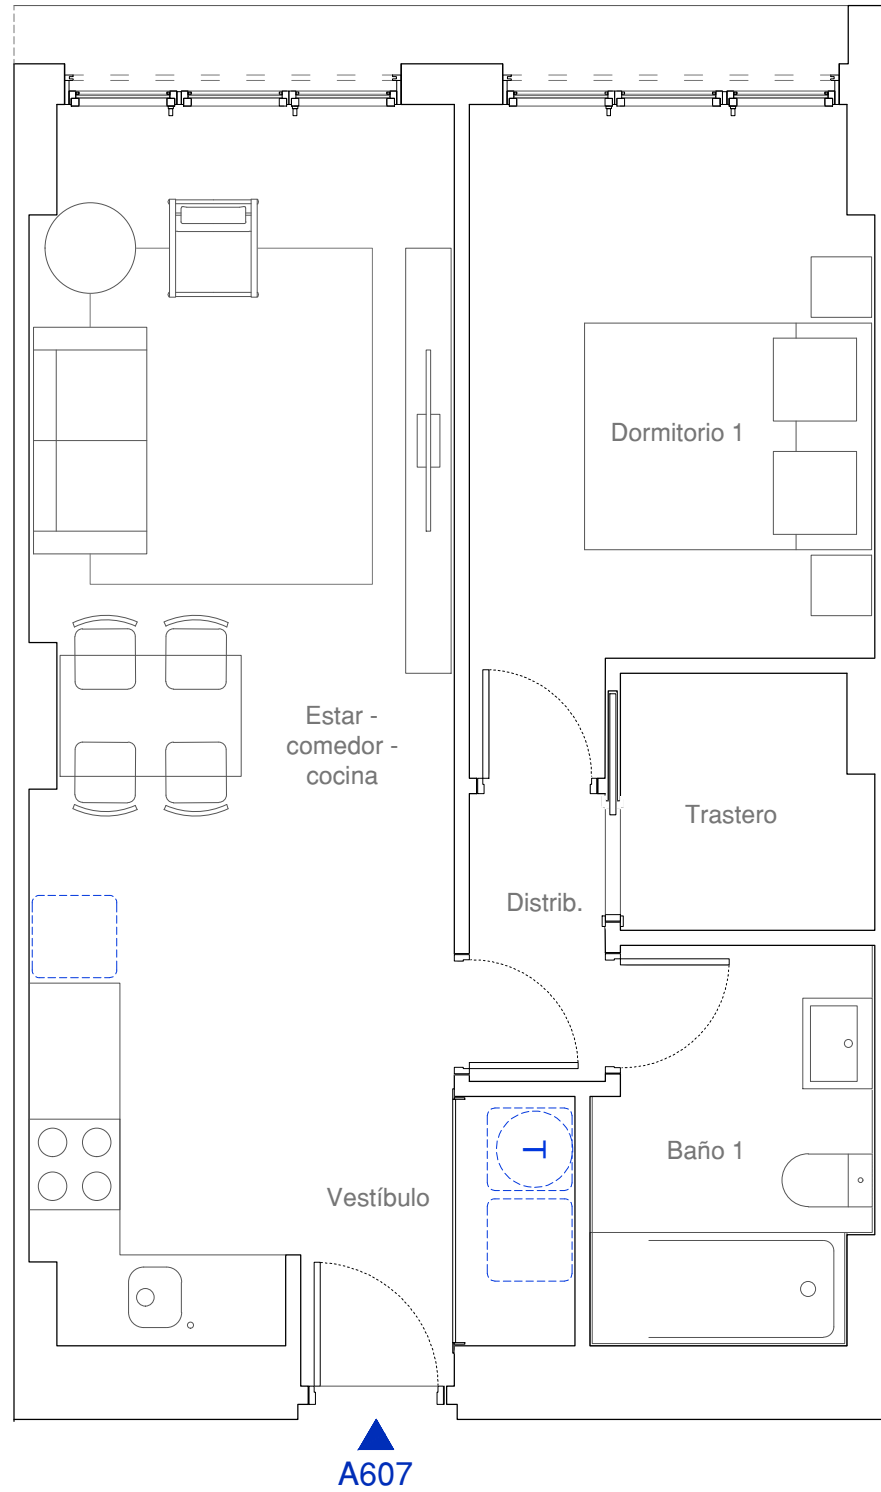 Dormitorio 1
Estar -
comedor -
cocina
Trastero
Distrib.
Baño 1
T
Vestíbulo
A607